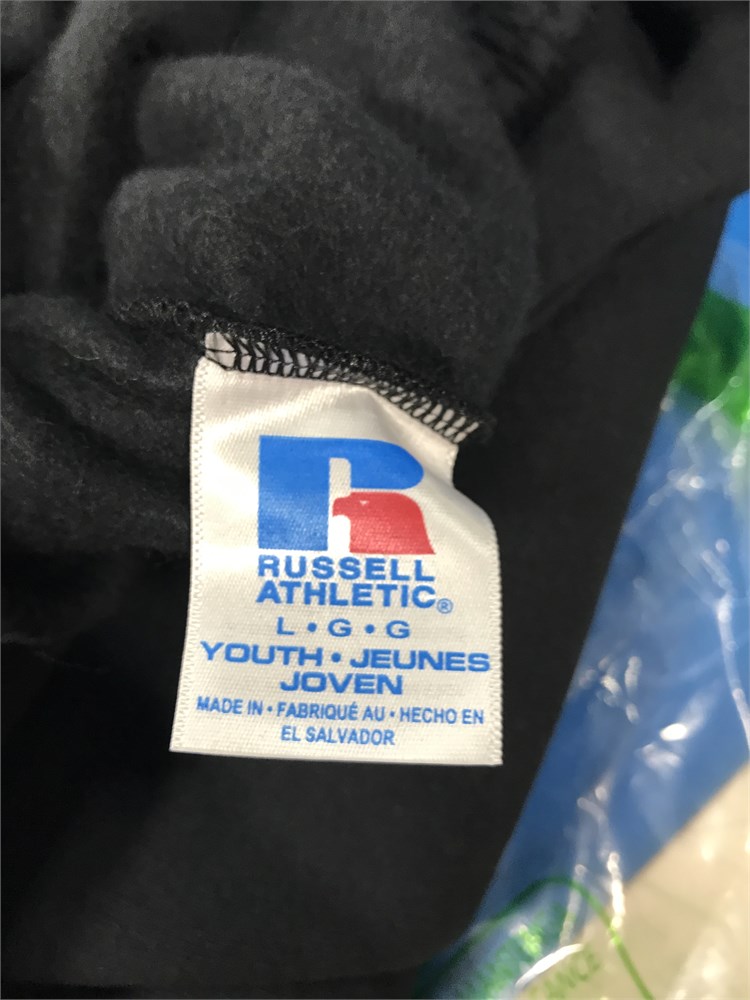 RUSSELL
ATHLETIC®
L • G • G
YOUTH • JEUNES
JOVEN
MADE IN • FABRIQUÉ AU • HECHO EN
EL SALVADOR